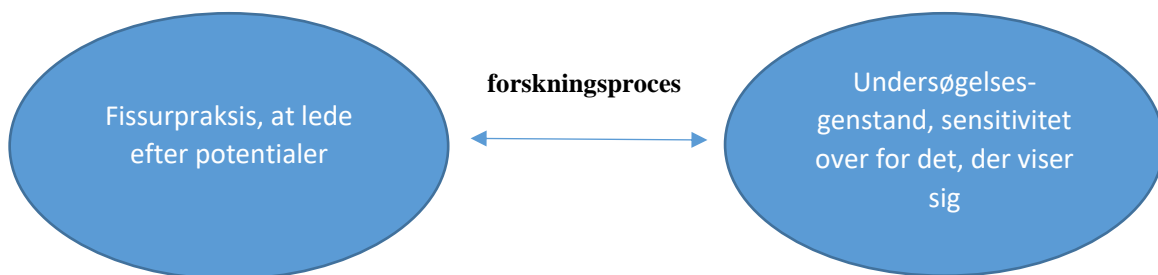 Fissurpraksis, at lede
efter potentialer
forskningsproces
Undersøgelses-
genstand, sensitivitet
over for det, der viser
sig